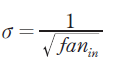 σ = 1 / √fan_in